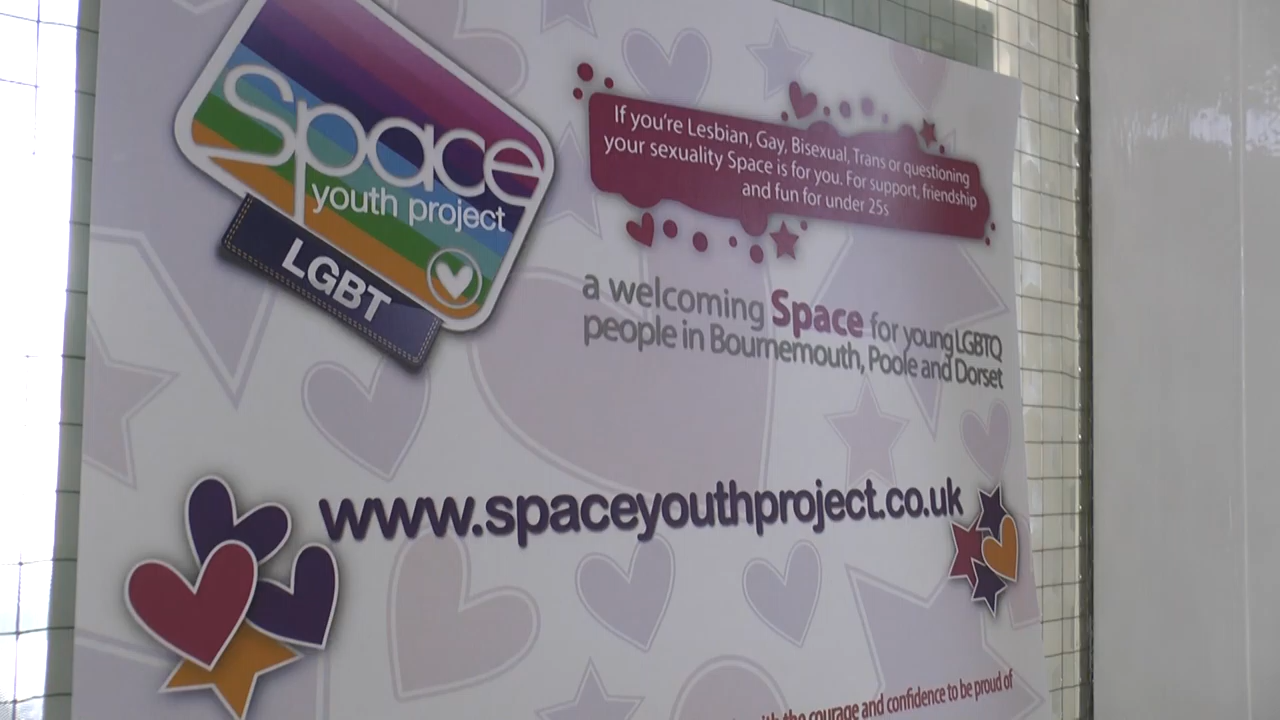 space
youth project
LGBT
If you're Lesbian, Gay, Bisexual, Trans or questioning
your sexuality Space is for you. For support, friendship
and fun for under 25s
a welcoming Space for young LGBTQ
people in Bournemouth, Poole and Dorset
www.spaceyouthproject.co.uk
with the courage and confidence to be proud of